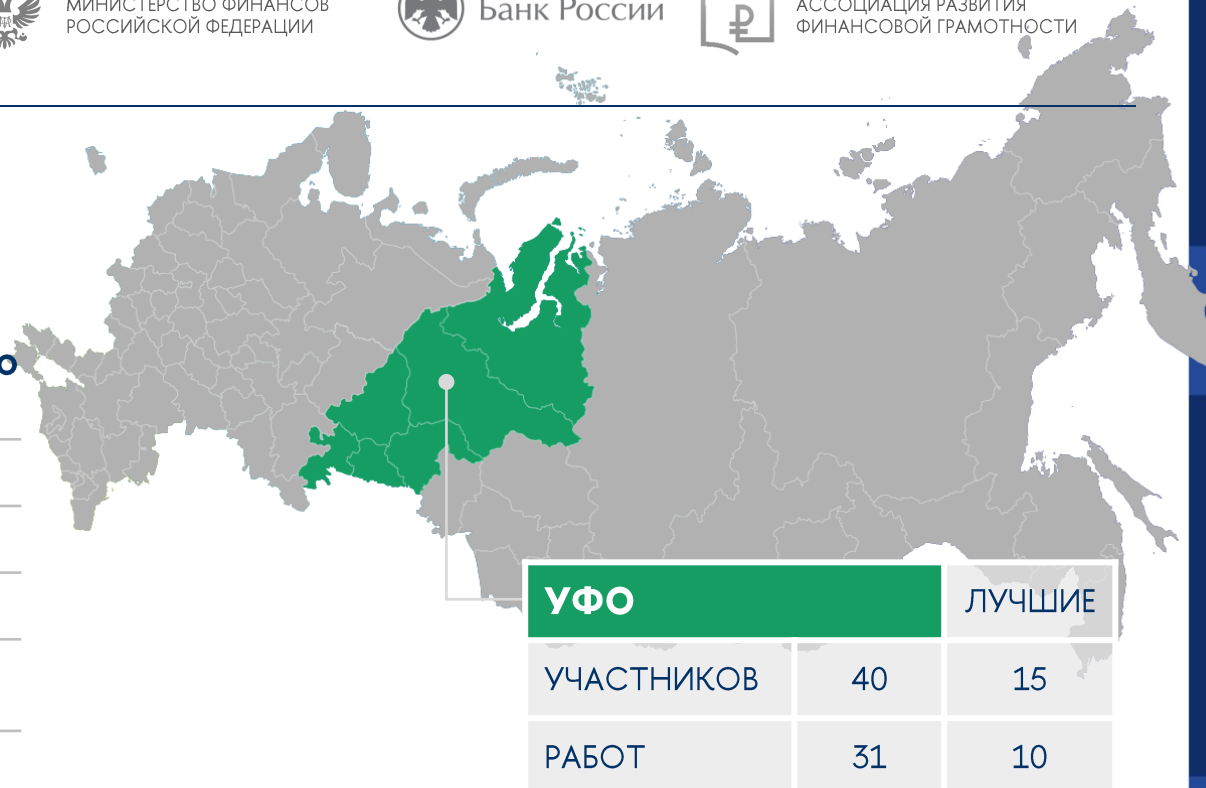 МИНИСТЕРСТВО ФИНАНСОВ
РОССИЙСКОЙ ФЕДЕРАЦИИ
Банк России
АССОЦИАЦИЯ РАЗВИТИЯ
ФИНАНСОВОЙ ГРАМОТНОСТИ
УФО ЛУЧШИЕ
УЧАСТНИКОВ 40 15
РАБОТ 31 10